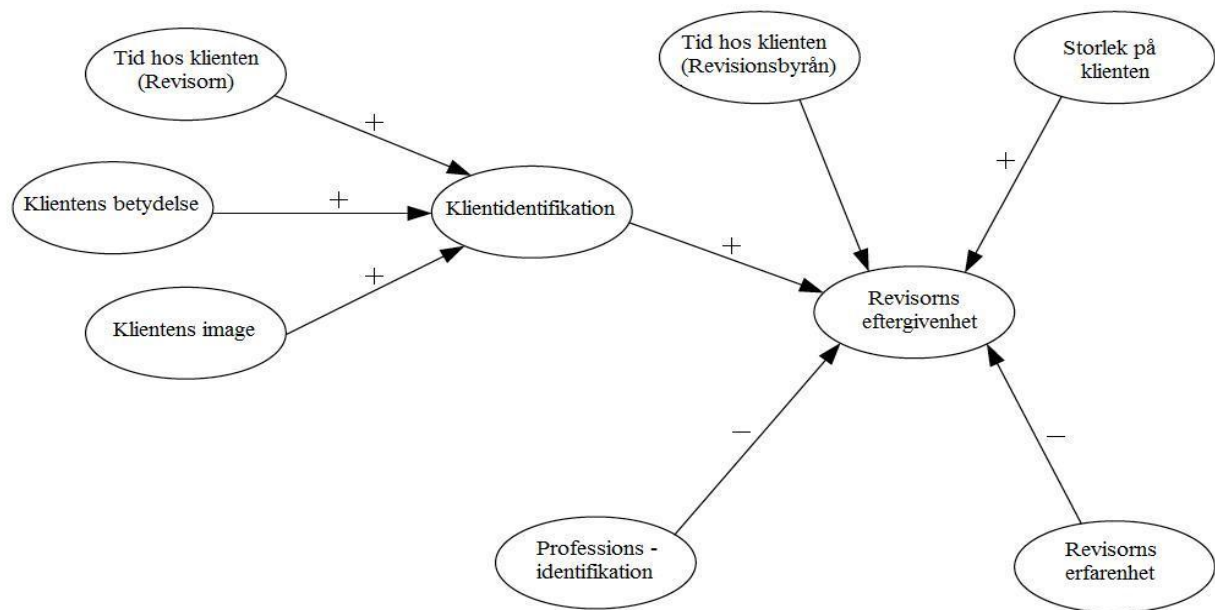 Tid hos klienten
(Revisorn)
Tid hos klienten
(Revisionsbyrån)
Storlek på
klienten
+
+
Klientens betydelse
+
Klientidentifikation
+
+
Klientens image
Revisorns
eftergivenhet
—
—
Professions -
identifikation
Revisorns
erfarenhet